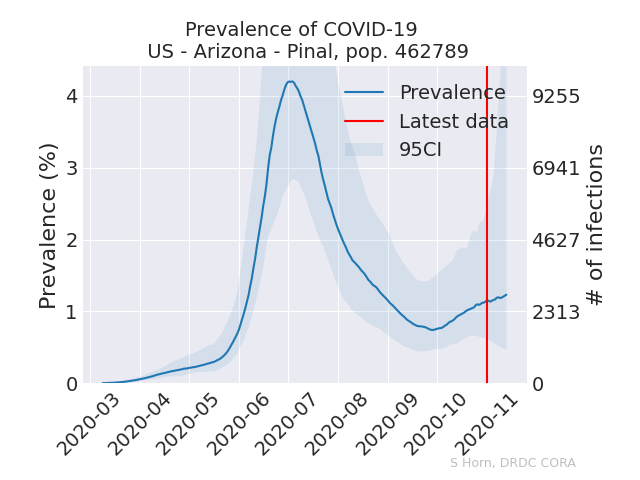 Prevalence of COVID-19
US - Arizona - Pinal, pop. 462789
Prevalence (%)
4
3
2
1
0
Prevalence
Latest data
95CI
9255
6941
4627
2313
0
# of infections
2020-03
2020-04
2020-05
2020-06
2020-07
2020-08
2020-09
2020-10
2020-11
S Horn, DRDC CORA